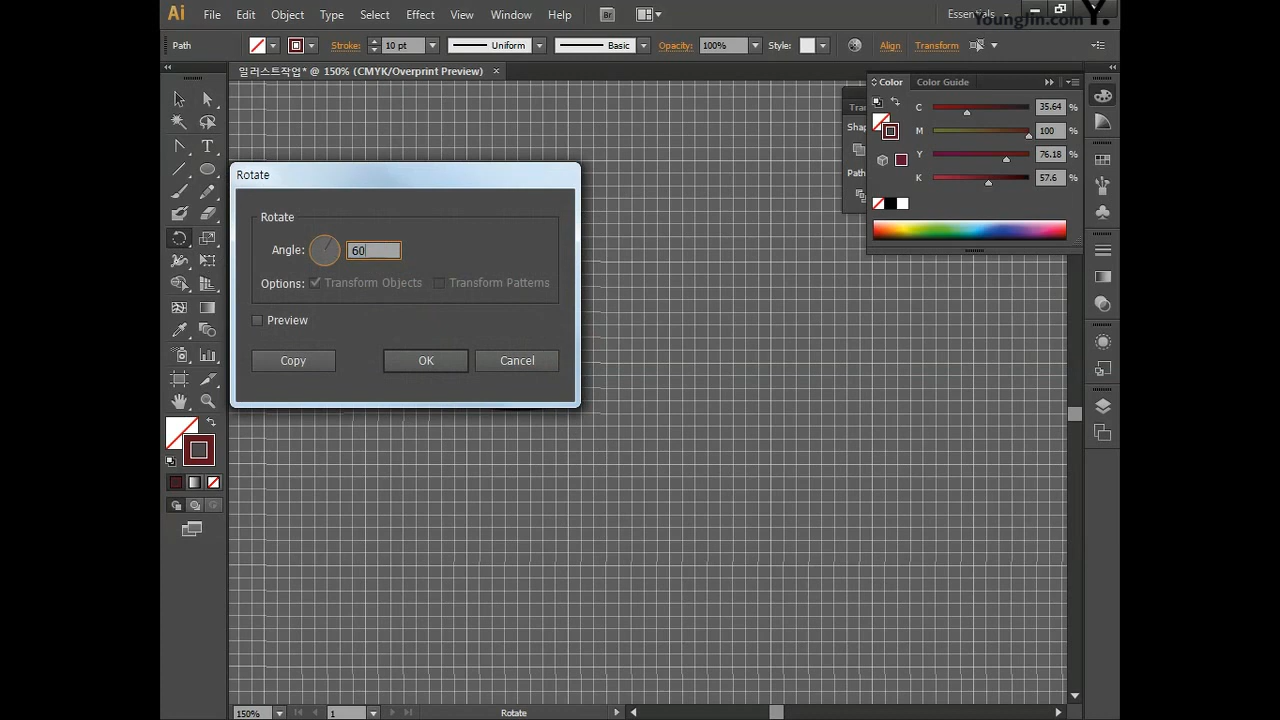 Ai File Edit Object Type Select Effect View Window Help Br Essentials
YoungJin.com Y.
Path Stroke: 10 pt Uniform Basic Opacity: 100% Style: Align Transform
일러스트작업* @ 150% (CMYK/Overprint Preview) ×
Color Color Guide
C 35.64 %
M 100 %
Y 76.18 %
K 57.6 %
Rotate
Rotate
Angle: 60
Options: Transform Objects Transform Patterns
Preview
Copy OK Cancel
150% 1 Rotate